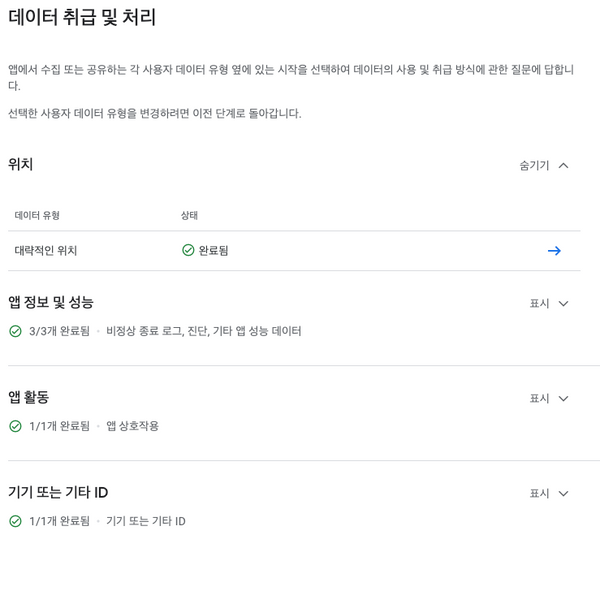 데이터 취급 및 처리
앱에서 수집 또는 공유하는 각 사용자 데이터 유형 옆에 있는 시작을 선택하여 데이터의 사용 및 취급 방식에 관한 질문에 답합니
다.
선택한 사용자 데이터 유형을 변경하려면 이전 단계로 돌아갑니다.
위치 숨기기
데이터 유형 상태
대략적인 위치 완료됨
앱 정보 및 성능 표시
3/3개 완료됨 • 비정상 종료 로그, 진단, 기타 앱 성능 데이터
앱 활동 표시
1/1개 완료됨 • 앱 상호작용
기기 또는 기타 ID 표시
1/1개 완료됨 • 기기 또는 기타 ID